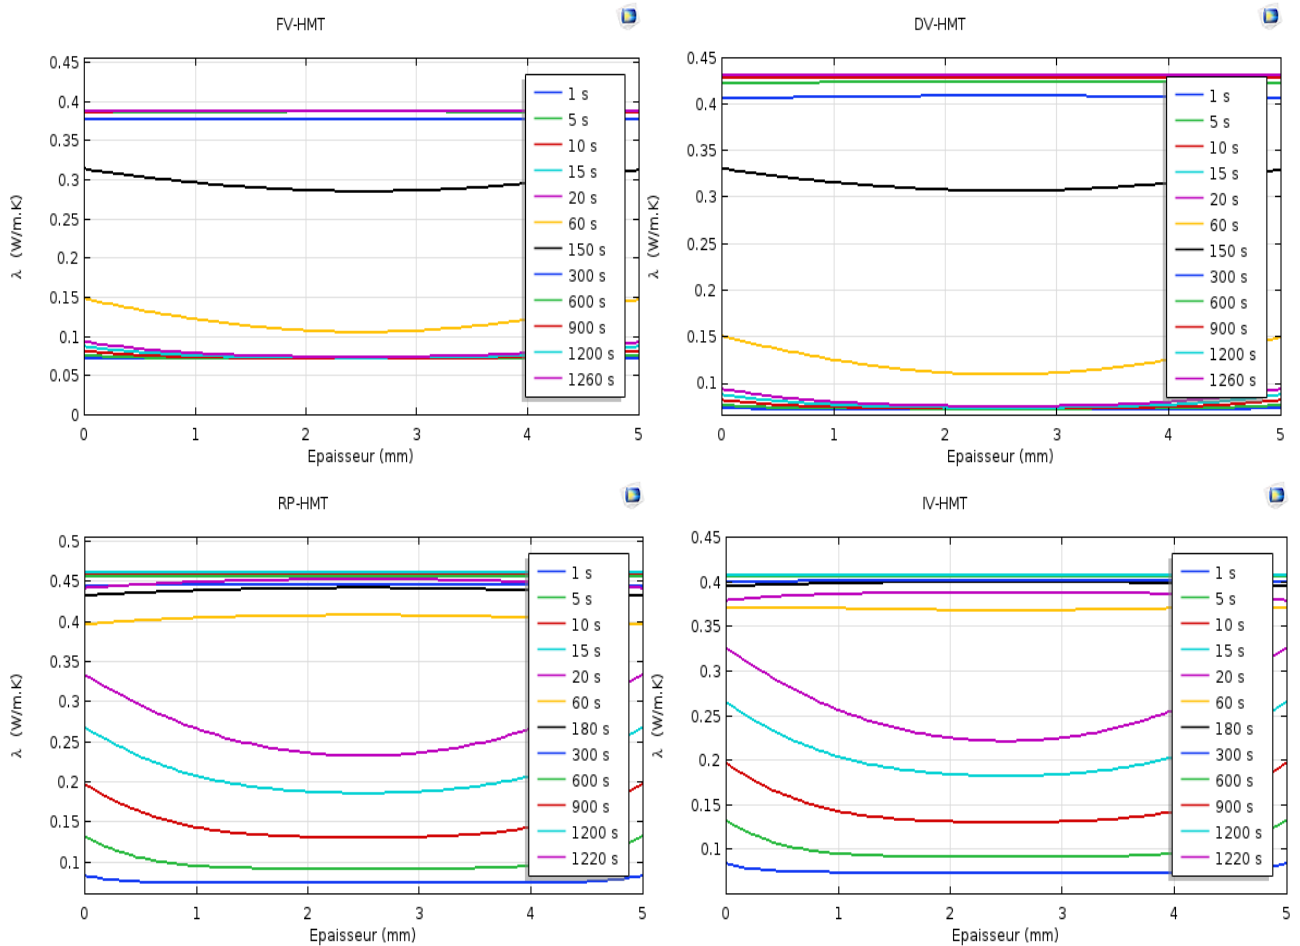 FV-HMT
0.45
0.4
0.35
0.3
0.25
0.2
0.15
0.1
0.05
0
λ (W/m.K)
0 1 2 3 4 5
Epaisseur (mm)
1 s
5 s
10 s
15 s
20 s
60 s
150 s
300 s
600 s
900 s
1200 s
1260 s
DV-HMT
0.45
0.4
0.35
0.3
0.25
0.2
0.15
0.1
λ (W/m.K)
0 1 2 3 4 5
Epaisseur (mm)
1 s
5 s
10 s
15 s
20 s
60 s
150 s
300 s
600 s
900 s
1200 s
1260 s
RP-HMT
0.5
0.45
0.4
0.35
0.3
0.25
0.2
0.15
0.1
λ (W/m.K)
0 1 2 3 4 5
Epaisseur (mm)
1 s
5 s
10 s
15 s
20 s
60 s
180 s
300 s
600 s
900 s
1200 s
1220 s
IV-HMT
0.45
0.4
0.35
0.3
0.25
0.2
0.15
0.1
λ (W/m.K)
0 1 2 3 4 5
Epaisseur (mm)
1 s
5 s
10 s
15 s
20 s
60 s
180 s
300 s
600 s
900 s
1200 s
1220 s